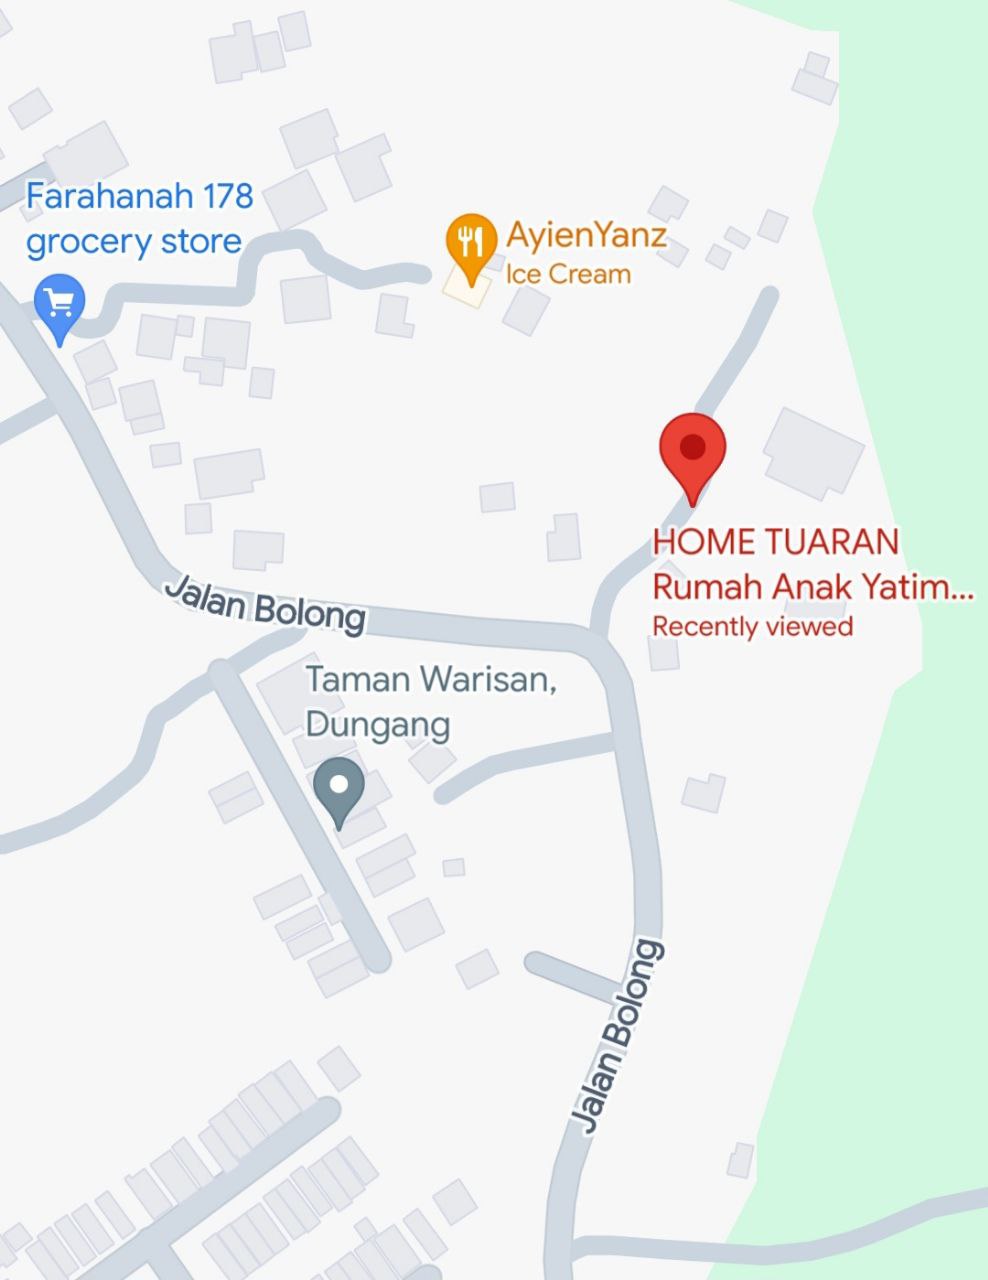 Farahanah 178
grocery store
AyienYanz
Ice Cream
HOME TUARAN
Rumah Anak Yatim...
Recently viewed
Jalan Bolong
Taman Warisan,
Dungang
Jalan Bolong